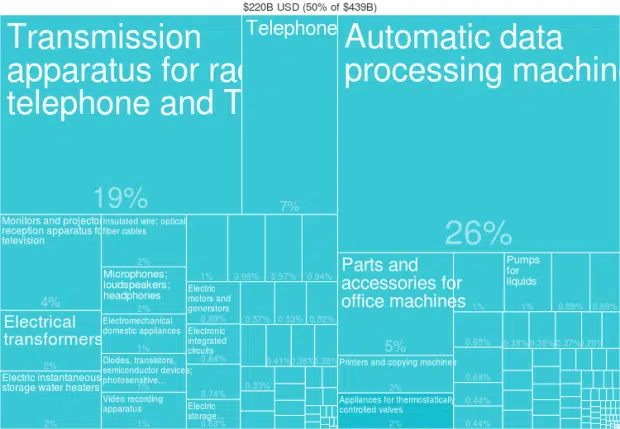 $220B USD (50% of $439B)
Transmission
apparatus for rad
telephone and T
19%
Telephone
7%
Automatic data
processing machin
26%
Monitors and projector
reception apparatus fo
television
4%
Electrical
transformers
2%
Electric instantaneous
storage water heaters
2%
Insulated wire; optical
fiber cables
2%
Microphones;
loudspeakers;
headphones
2%
Electromechanical
domestic appliances
1%
Diodes, transistors,
semiconductor devices;
photosensitive...
Video recording
apparatus
1%
1%
0.98%
0.97%
0.94%
Electric
motors and
generators
0.89%
0.57%
0.53%
0.52%
Electronic
integrated
circuits
0.84%
0.41%
0.38%
0.38%
0.74%
0.33%
Electric
storage...
0.68%
Parts and
accessories for
office machines
5%
Printers and copying machines
2%
Appliances for thermostatically
controlled valves
2%
1%
Pumps
for
liquids
1%
0.89%
0.69%
0.68%
0.38%
0.38%
0.37%
0.29%
0.65%
0.44%
0.44%